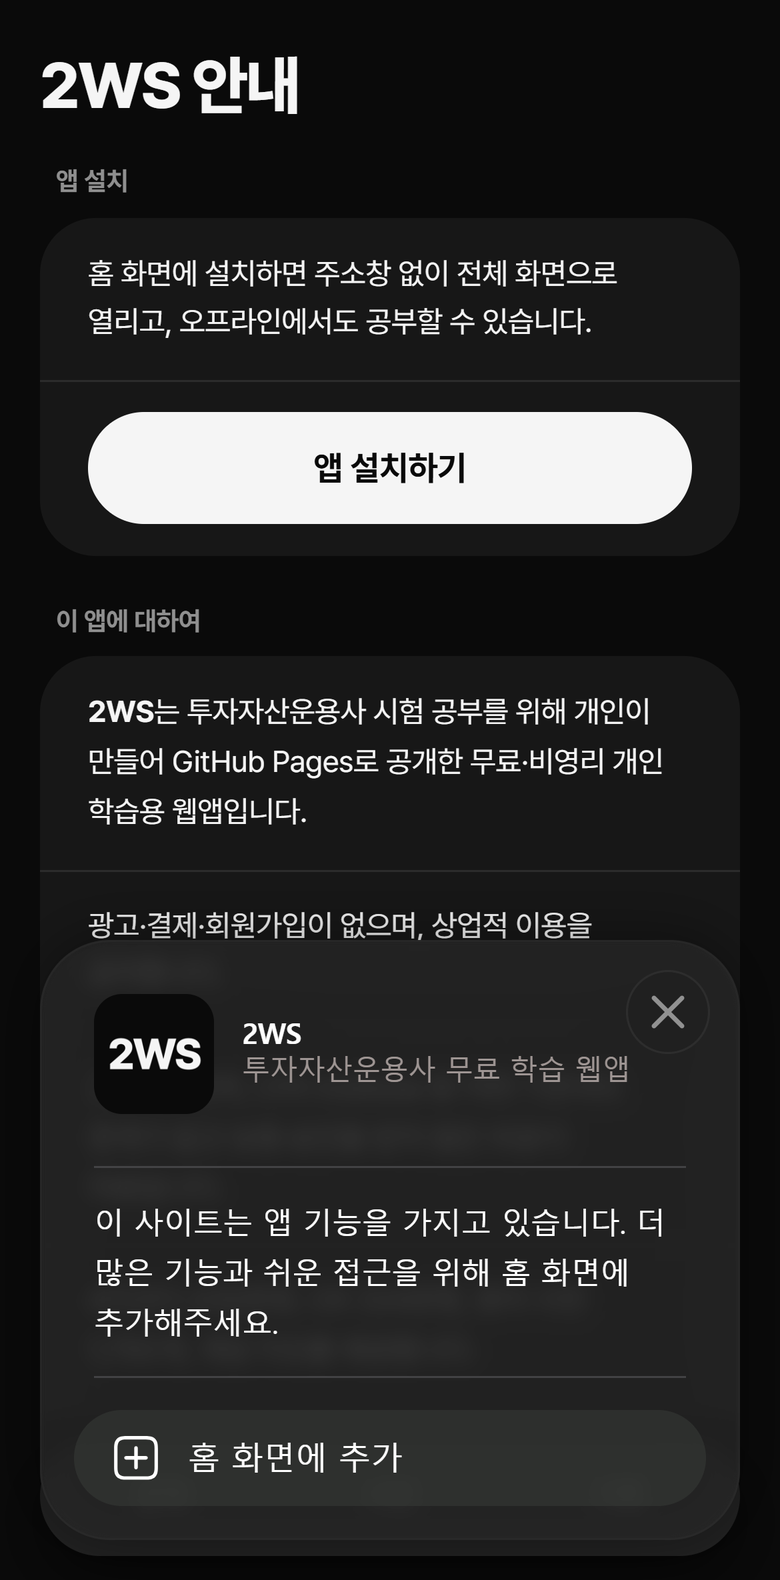 2WS 안내
앱 설치
홈 화면에 설치하면 주소창 없이 전체 화면으로
열리고, 오프라인에서도 공부할 수 있습니다.
앱 설치하기
이 앱에 대하여
2WS는 투자자산운용사 시험 공부를 위해 개인이
만들어 GitHub Pages로 공개한 무료·비영리 개인
학습용 웹앱입니다.
광고·결제·회원가입이 없으며, 상업적 이용을
2WS
2WS
투자자산운용사 무료 학습 웹앱
이 사이트는 앱 기능을 가지고 있습니다. 더
많은 기능과 쉬운 접근을 위해 홈 화면에
추가해주세요.
홈 화면에 추가